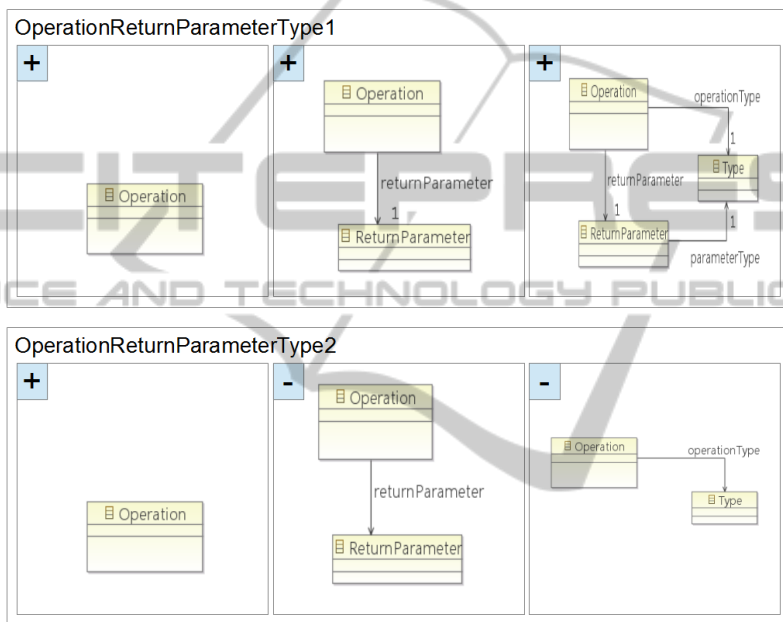 OperationReturnParameterType1
+
+
+
Operation
Operation
returnParameter
1
ReturnParameter
Operation
operationType
1
Type
returnParameter
1
ReturnParameter
1
parameterType
CITEPRES
CE AND TECHNOLOGY PUBLIC
OperationReturnParameterType2
+
-
-
Operation
Operation
returnParameter
ReturnParameter
Operation
operationType
Type